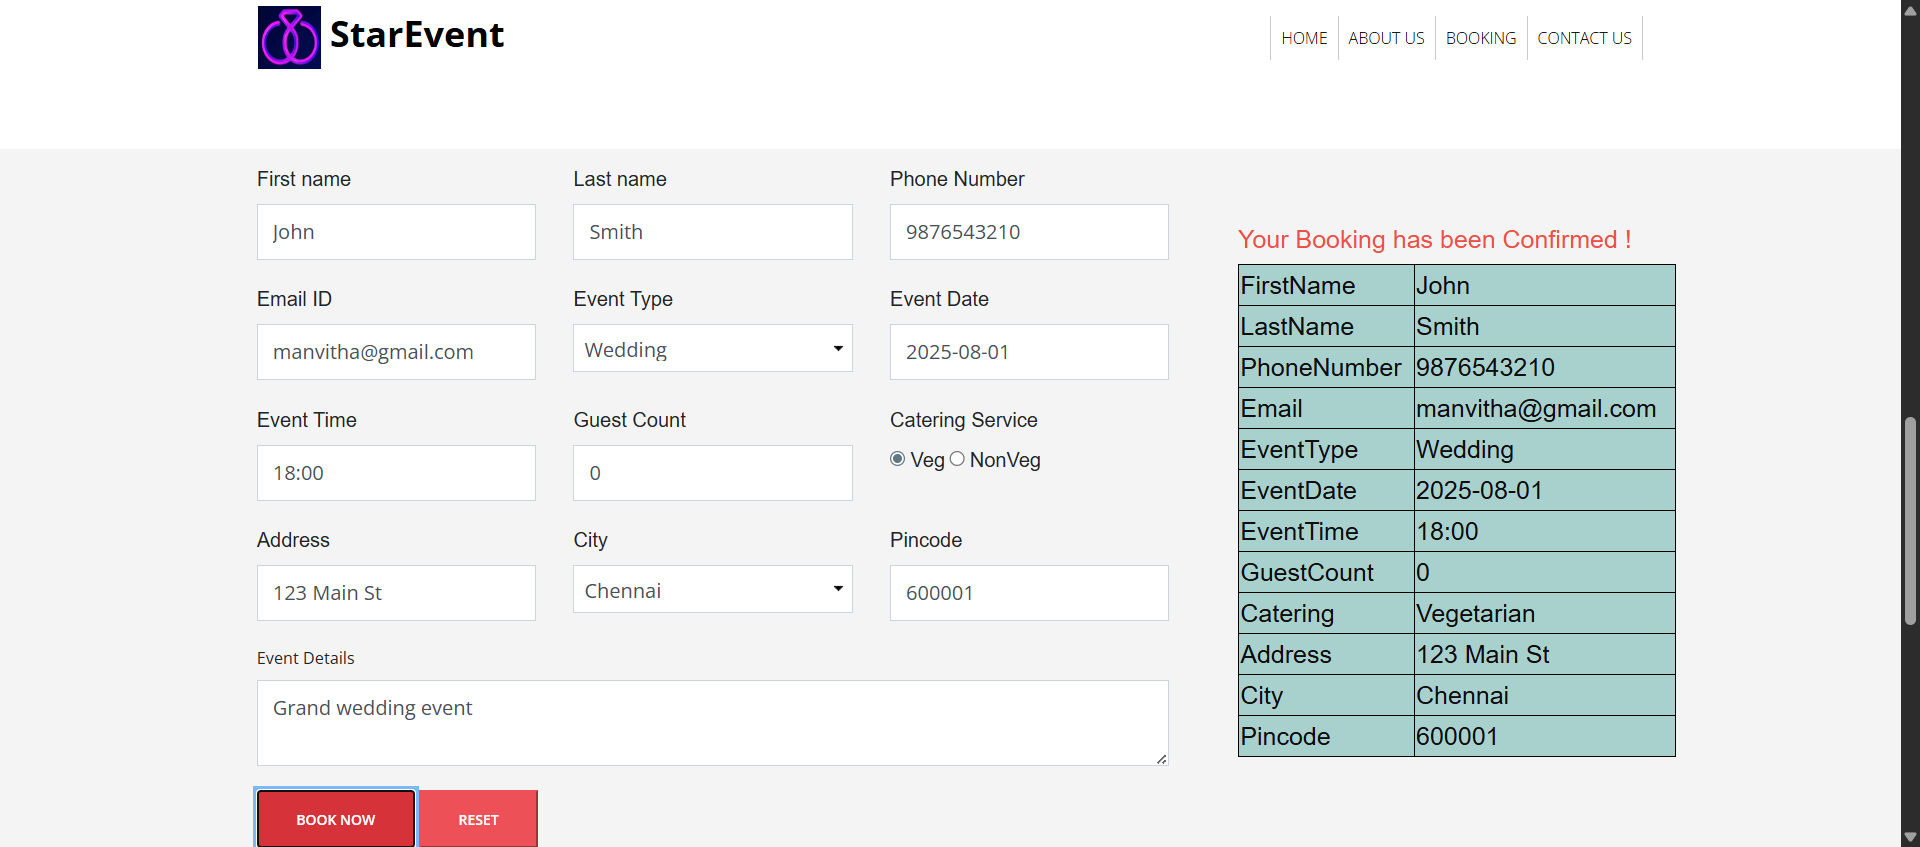 StarEvent
HOME ABOUT US BOOKING CONTACT US
First name Last name Phone Number
John Smith 9876543210
Email ID Event Type Event Date
manvitha@gmail.com Wedding 2025-08-01
Event Time Guest Count Catering Service
18:00 0 Veg NonVeg
Address City Pincode
123 Main St Chennai 600001
Event Details
Grand wedding event
BOOK NOW RESET
Your Booking has been Confirmed !
FirstName John
LastName Smith
PhoneNumber 9876543210
Email manvitha@gmail.com
EventType Wedding
EventDate 2025-08-01
EventTime 18:00
GuestCount 0
Catering Vegetarian
Address 123 Main St
City Chennai
Pincode 600001